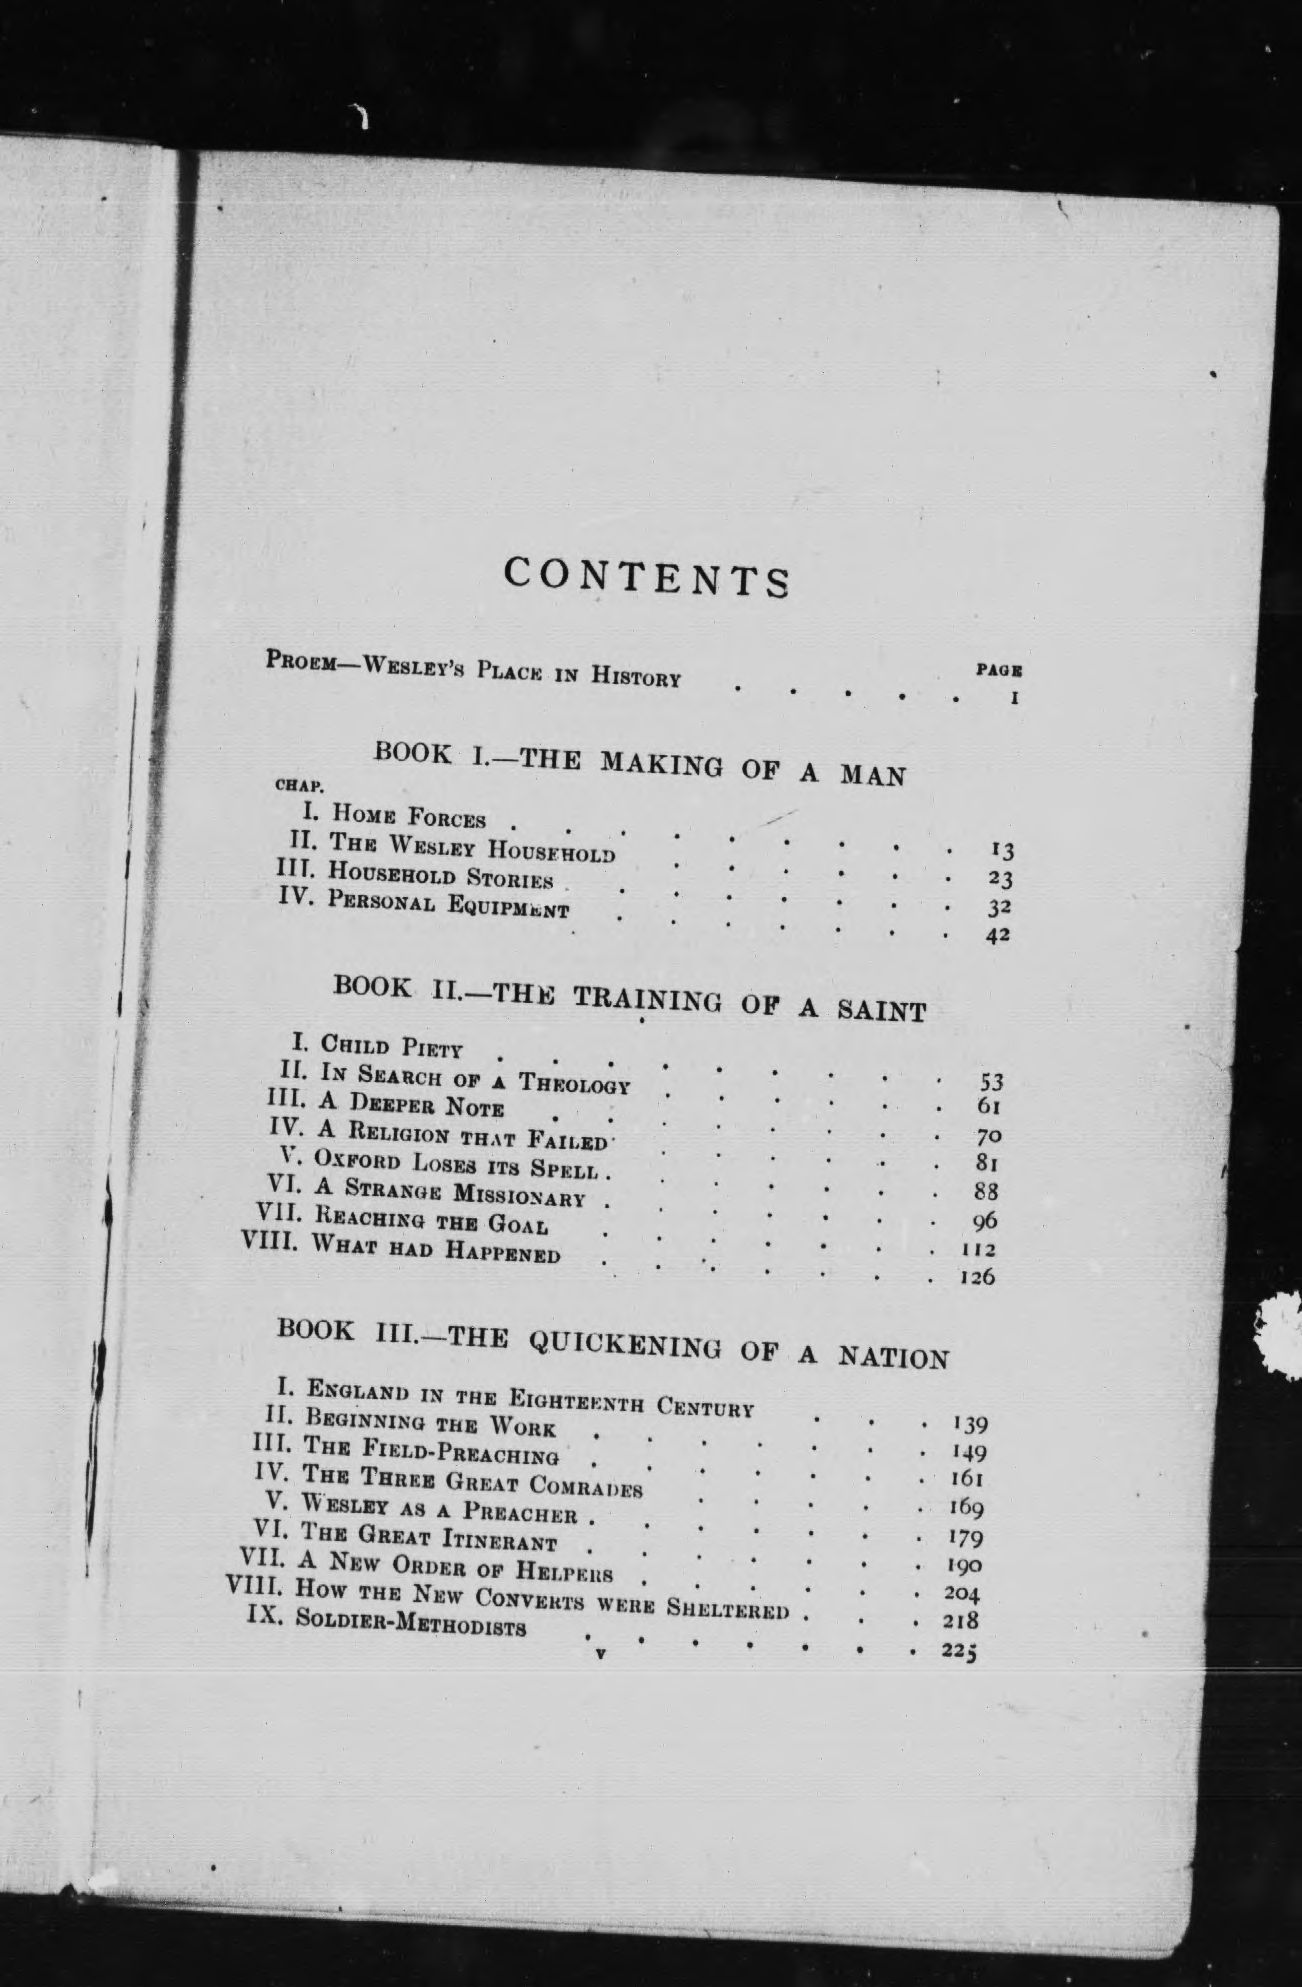 CONTENTS
PAGE
PROEM—WESLEY'S PLACE IN HISTORY . . . . . 1
BOOK I.—THE MAKING OF A MAN
CHAP.
I. HOME FORCES . . . . . . . . . 13
II. THE WESLEY HOUSEHOLD . . . . . . 23
III. HOUSEHOLD STORIES . . . . . . . 32
IV. PERSONAL EQUIPMENT . . . . . . . 42
BOOK II.—THE TRAINING OF A SAINT
I. CHILD PIETY . . . . . . . . . 53
II. IN SEARCH OF A THEOLOGY . . . . . . 61
III. A DEEPER NOTE . . . . . . . . 70
IV. A RELIGION THAT FAILED . . . . . . 81
V. OXFORD LOSES ITS SPELL . . . . . . . 88
VI. A STRANGE MISSIONARY . . . . . . . 96
VII. REACHING THE GOAL . . . . . . . 112
VIII. WHAT HAD HAPPENED . . . . . . . 126
BOOK III.—THE QUICKENING OF A NATION
I. ENGLAND IN THE EIGHTEENTH CENTURY . . . 139
II. BEGINNING THE WORK . . . . . . . 149
III. THE FIELD-PREACHING . . . . . . . 161
IV. THE THREE GREAT COMRADES . . . . . 169
V. WESLEY AS A PREACHER . . . . . . . 179
VI. THE GREAT ITINERANT . . . . . . . 190
VII. A NEW ORDER OF HELPERS . . . . . . 204
VIII. HOW THE NEW CONVERTS WERE SHELTERED . . . 218
IX. SOLDIER-METHODISTS . . . . . . . 225
v